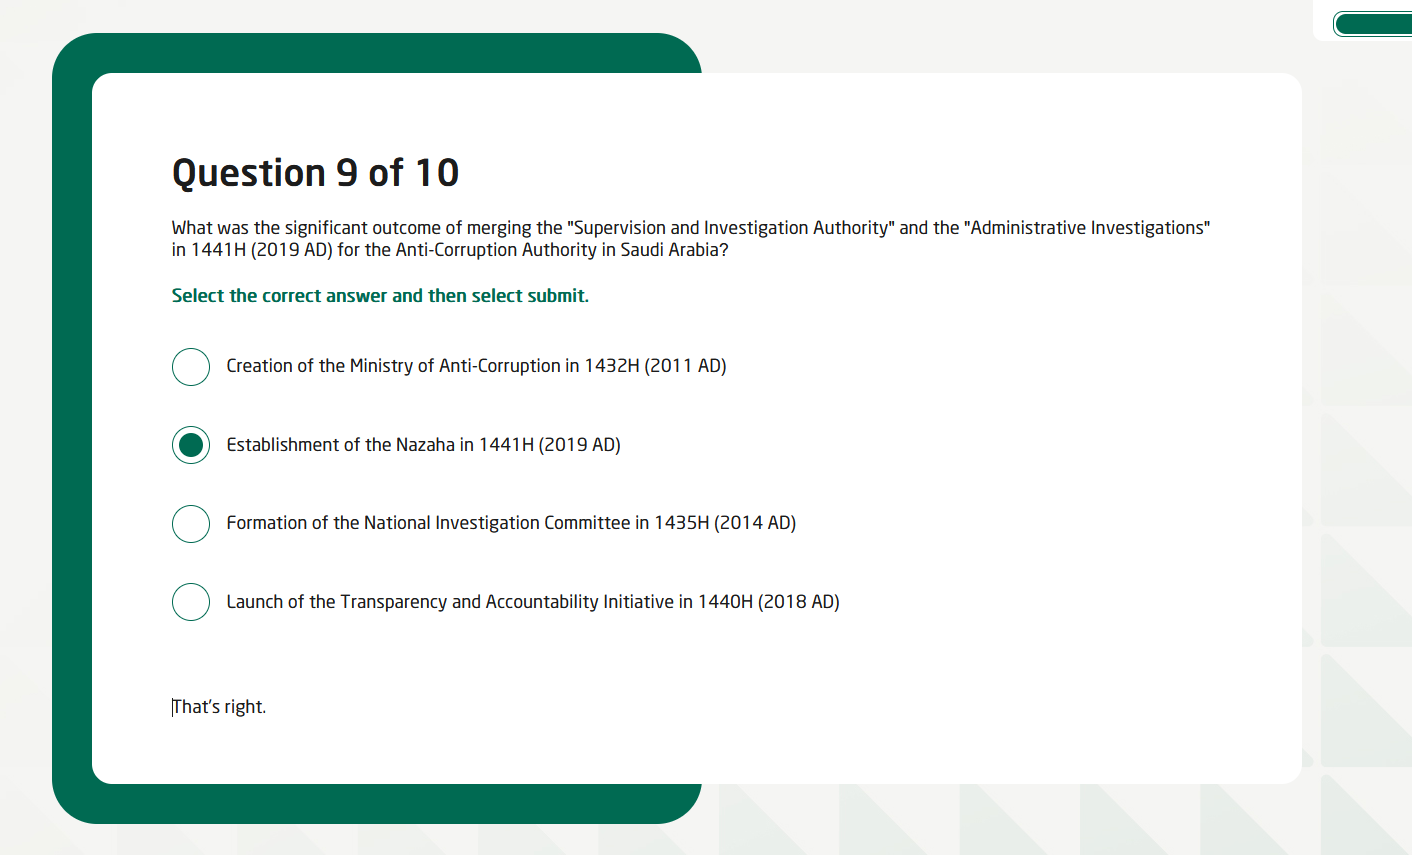 Question 9 of 10
What was the significant outcome of merging the "Supervision and Investigation Authority" and the "Administrative Investigations"
in 1441H (2019 AD) for the Anti-Corruption Authority in Saudi Arabia?
Select the correct answer and then select submit.
Creation of the Ministry of Anti-Corruption in 1432H (2011 AD)
Establishment of the Nazaha in 1441H (2019 AD)
Formation of the National Investigation Committee in 1435H (2014 AD)
Launch of the Transparency and Accountability Initiative in 1440H (2018 AD)
That's right.